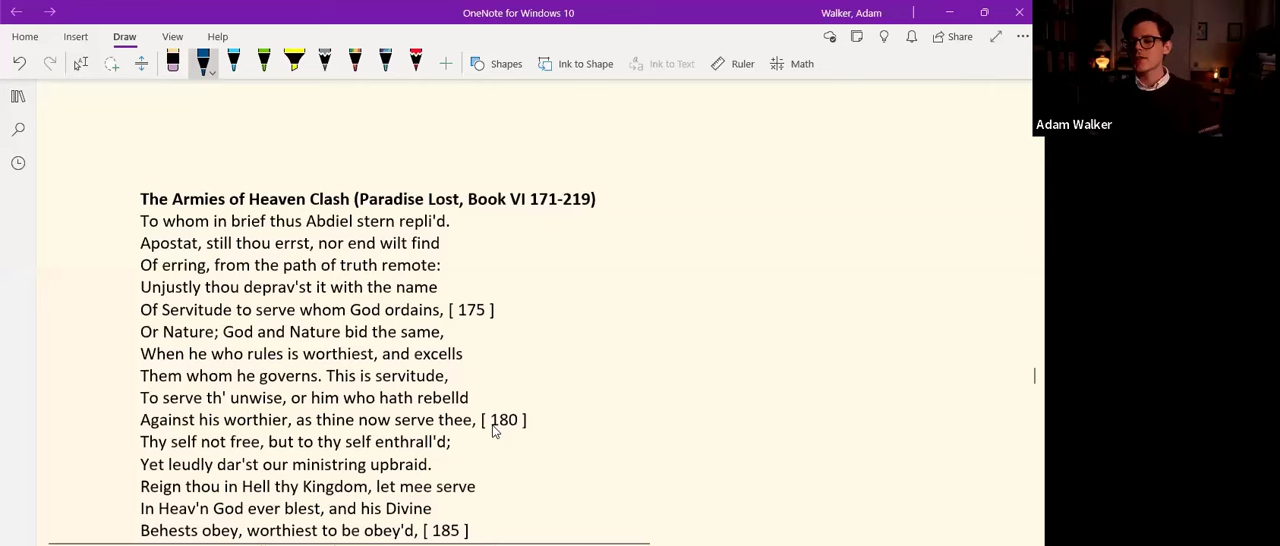 OneNote for Windows 10
Walker, Adam
Home Insert Draw View Help
Share
Shapes Ink to Shape Ink to Text Ruler Math
Adam Walker
The Armies of Heaven Clash (Paradise Lost, Book VI 171-219)
To whom in brief thus Abdiel stern repli'd.
Apostat, still thou errst, nor end wilt find
Of erring, from the path of truth remote:
Unjustly thou deprav'st it with the name
Of Servitude to serve whom God ordains, [ 175 ]
Or Nature; God and Nature bid the same,
When he who rules is worthiest, and excells
Them whom he governs. This is servitude,
To serve th' unwise, or him who hath rebelld
Against his worthier, as thine now serve thee, [ 180 ]
Thy self not free, but to thy self enthrall'd;
Yet leudly dar'st our ministring upbraid.
Reign thou in Hell thy Kingdom, let mee serve
In Heav'n God ever blest, and his Divine
Behests obey, worthiest to be obey'd, [ 185 ]